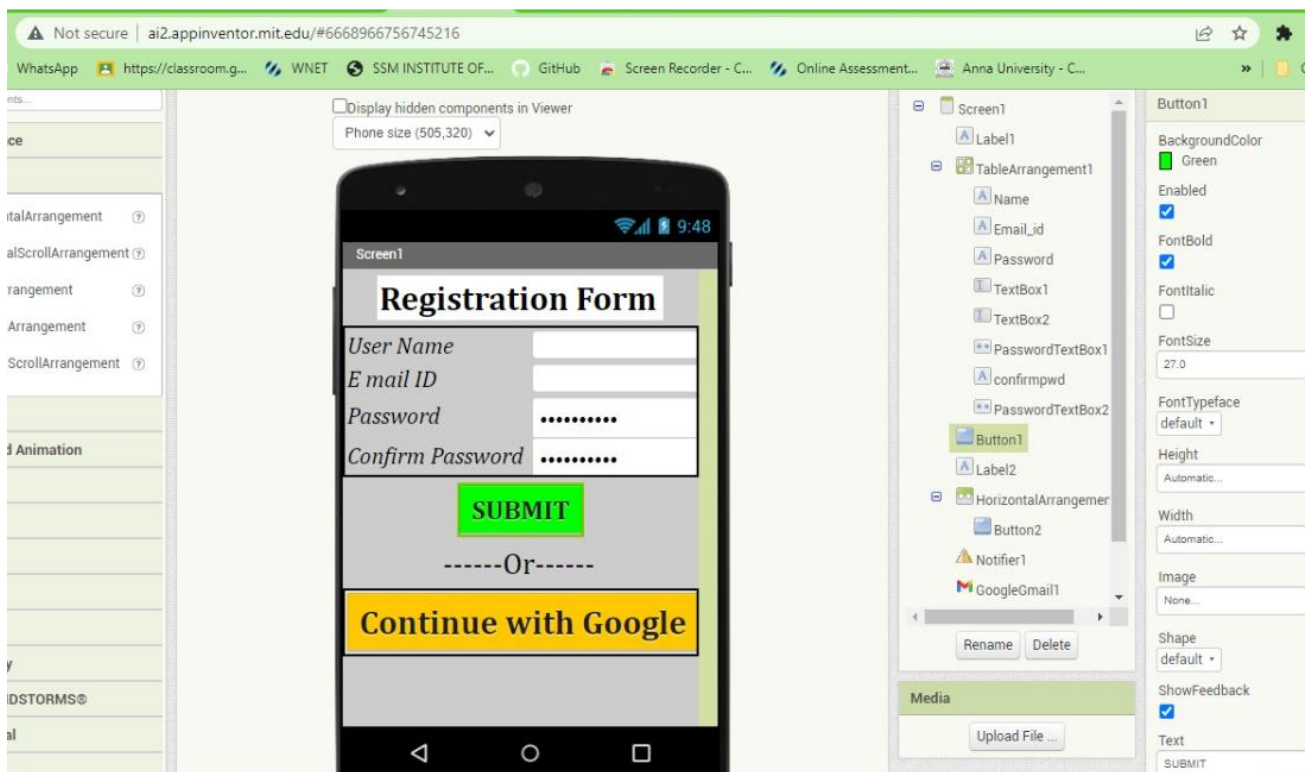 Not secure | ai2.appinventor.mit.edu/#6668966756745216
WhatsApp https://classroom.g... WNET SSM INSTITUTE OF... GitHub Screen Recorder - C... Online Assessment... Anna University - C... »
ents...
ce
ntalArrangement ?
alScrollArrangement ?
rangement ?
Arrangement ?
ScrollArrangement ?
d Animation
y
DSTORMS®
al
Display hidden components in Viewer
Phone size (505,320)
9:48
Screen1
Registration Form
User Name
E mail ID
Password ••••••••••
Confirm Password ••••••••••
SUBMIT
------Or------
Continue with Google
Screen1
Label1
TableArrangement1
Name
Email_id
Password
TextBox1
TextBox2
PasswordTextBox1
confirmpwd
PasswordTextBox2
Button1
Label2
HorizontalArrangemer
Button2
Notifier1
GoogleGmail1
Rename Delete
Media
Upload File ...
Button1
BackgroundColor
Green
Enabled
FontBold
FontItalic
FontSize
27.0
FontTypeface
default
Height
Automatic...
Width
Automatic...
Image
None...
Shape
default
ShowFeedback
Text
SUBMIT